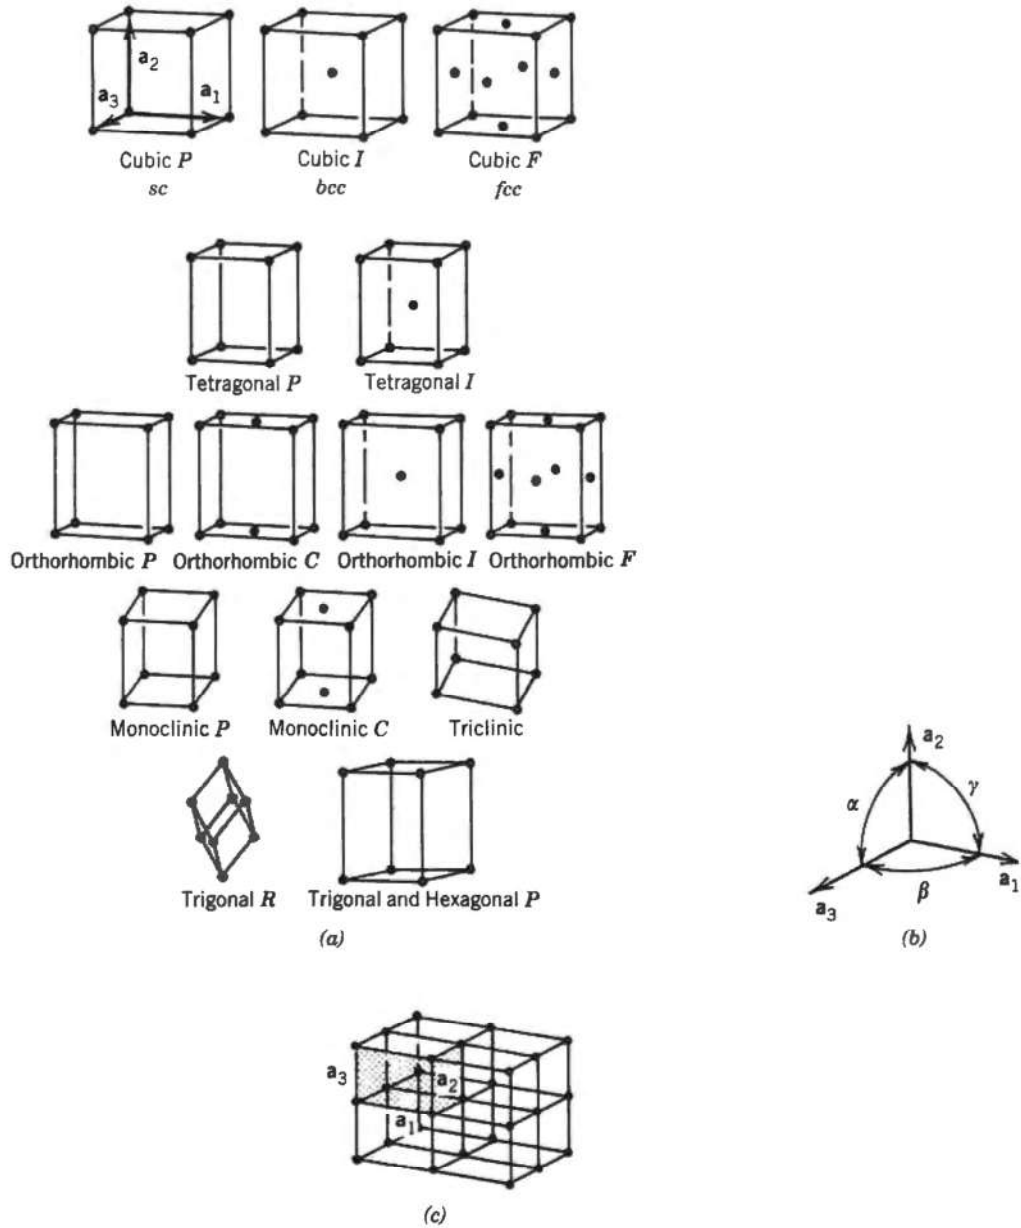 a2
a3
a1
Cubic P
Cubic I
Cubic F
sc
bcc
fcc
Tetragonal P
Tetragonal I
Orthorhombic P
Orthorhombic C
Orthorhombic I
Orthorhombic F
Monoclinic P
Monoclinic C
Triclinic
Trigonal R
Trigonal and Hexagonal P
(a)
a2
α
γ
β
a1
a3
(b)
a3
a2
a1
(c)